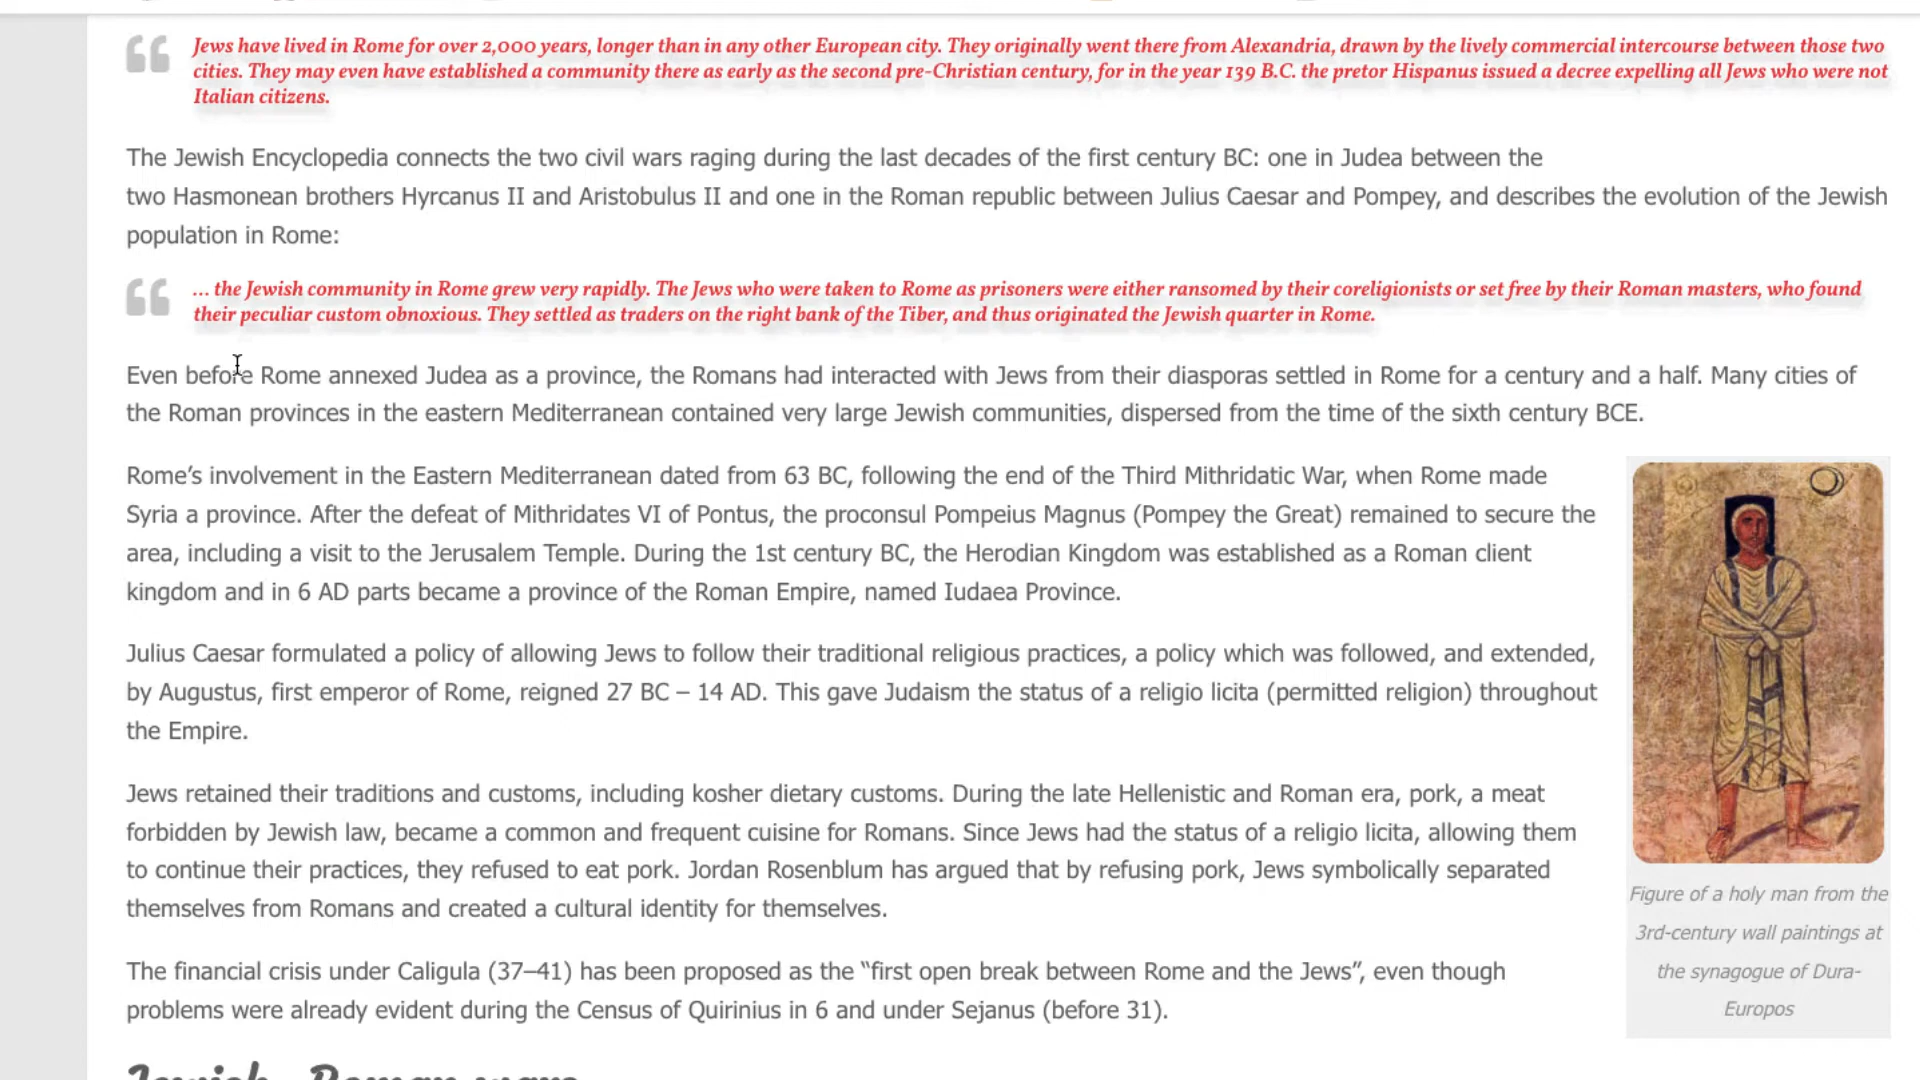 Jews have lived in Rome for over 2,000 years, longer than in any other European city. They originally went there from Alexandria, drawn by the lively commercial intercourse between those two
cities. They may even have established a community there as early as the second pre-Christian century, for in the year 139 B.C. the pretor Hispanus issued a decree expelling all Jews who were not
Italian citizens.
The Jewish Encyclopedia connects the two civil wars raging during the last decades of the first century BC: one in Judea between the
two Hasmonean brothers Hyrcanus II and Aristobulus II and one in the Roman republic between Julius Caesar and Pompey, and describes the evolution of the Jewish
population in Rome:
... the Jewish community in Rome grew very rapidly. The Jews who were taken to Rome as prisoners were either ransomed by their coreligionists or set free by their Roman masters, who found
their peculiar custom obnoxious. They settled as traders on the right bank of the Tiber, and thus originated the Jewish quarter in Rome.
Even before Rome annexed Judea as a province, the Romans had interacted with Jews from their diasporas settled in Rome for a century and a half. Many cities of
the Roman provinces in the eastern Mediterranean contained very large Jewish communities, dispersed from the time of the sixth century BCE.
Rome’s involvement in the Eastern Mediterranean dated from 63 BC, following the end of the Third Mithridatic War, when Rome made
Syria a province. After the defeat of Mithridates VI of Pontus, the proconsul Pompeius Magnus (Pompey the Great) remained to secure the
area, including a visit to the Jerusalem Temple. During the 1st century BC, the Herodian Kingdom was established as a Roman client
kingdom and in 6 AD parts became a province of the Roman Empire, named Iudaea Province.
Julius Caesar formulated a policy of allowing Jews to follow their traditional religious practices, a policy which was followed, and extended,
by Augustus, first emperor of Rome, reigned 27 BC – 14 AD. This gave Judaism the status of a religio licita (permitted religion) throughout
the Empire.
Jews retained their traditions and customs, including kosher dietary customs. During the late Hellenistic and Roman era, pork, a meat
forbidden by Jewish law, became a common and frequent cuisine for Romans. Since Jews had the status of a religio licita, allowing them
to continue their practices, they refused to eat pork. Jordan Rosenblum has argued that by refusing pork, Jews symbolically separated
themselves from Romans and created a cultural identity for themselves.
The financial crisis under Caligula (37–41) has been proposed as the “first open break between Rome and the Jews”, even though
problems were already evident during the Census of Quirinius in 6 and under Sejanus (before 31).
Figure of a holy man from the
3rd-century wall paintings at
the synagogue of Dura-
Europos
Jewish–Roman wars